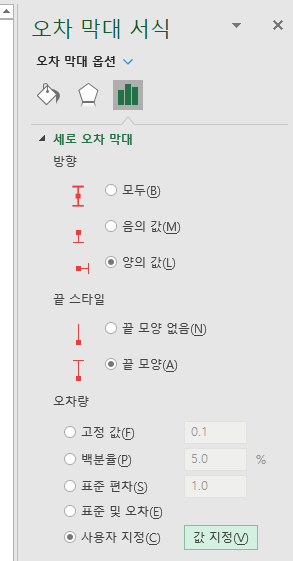 오차 막대 서식
오차 막대 옵션
세로 오차 막대
방향
모두(B)
음의 값(M)
양의 값(L)
끝 스타일
끝 모양 없음(N)
끝 모양(A)
오차량
고정 값(F) 0.1
백분율(P) 5.0 %
표준 편차(S) 1.0
표준 및 오차(E)
사용자 지정(C) 값 지정(V)